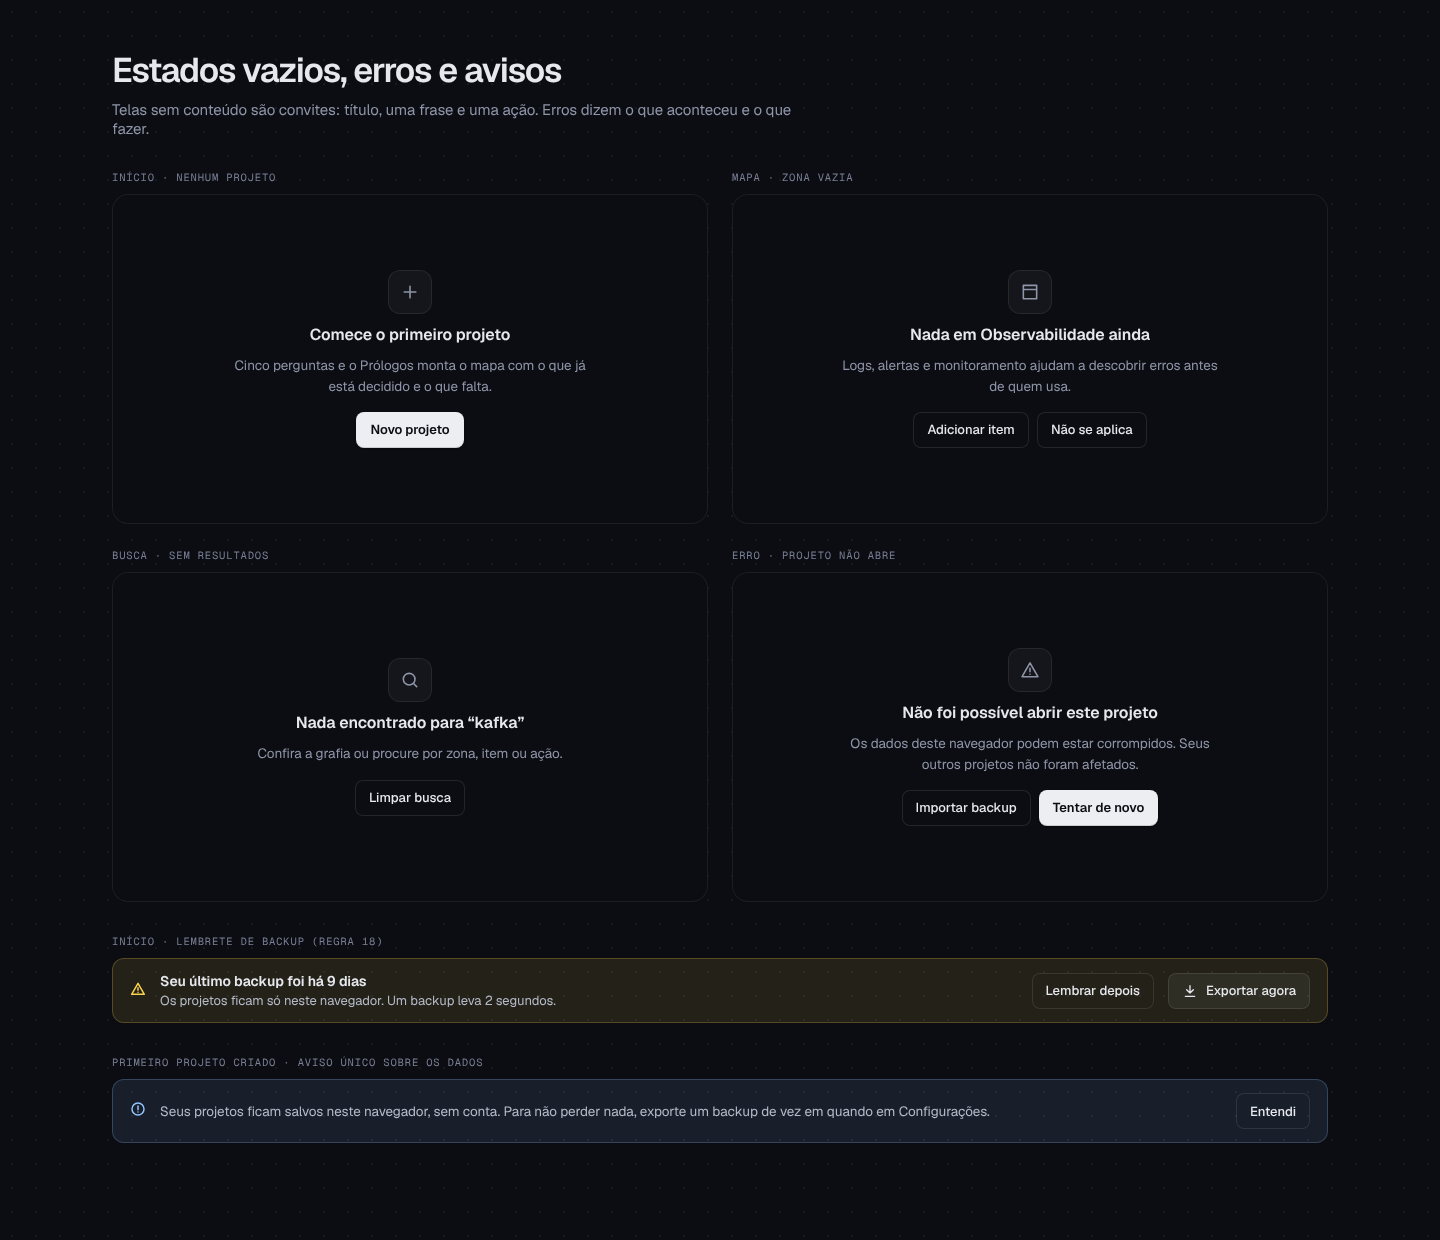 Estados vazios, erros e avisos
Telas sem conteúdo são convites: título, uma frase e uma ação. Erros dizem o que aconteceu e o que
fazer.
INÍCIO · NENHUM PROJETO
Comece o primeiro projeto
Cinco perguntas e o Prólogos monta o mapa com o que já
está decidido e o que falta.
Novo projeto
MAPA · ZONA VAZIA
Nada em Observabilidade ainda
Logs, alertas e monitoramento ajudam a descobrir erros antes
de quem usa.
Adicionar item
Não se aplica
BUSCA · SEM RESULTADOS
Nada encontrado para “kafka”
Confira a grafia ou procure por zona, item ou ação.
Limpar busca
ERRO · PROJETO NÃO ABRE
Não foi possível abrir este projeto
Os dados deste navegador podem estar corrompidos. Seus
outros projetos não foram afetados.
Importar backup
Tentar de novo
INÍCIO · LEMBRETE DE BACKUP (REGRA 18)
Seu último backup foi há 9 dias
Os projetos ficam só neste navegador. Um backup leva 2 segundos.
Lembrar depois
Exportar agora
PRIMEIRO PROJETO CRIADO · AVISO ÚNICO SOBRE OS DADOS
Seus projetos ficam salvos neste navegador, sem conta. Para não perder nada, exporte um backup de vez em quando em Configurações.
Entendi